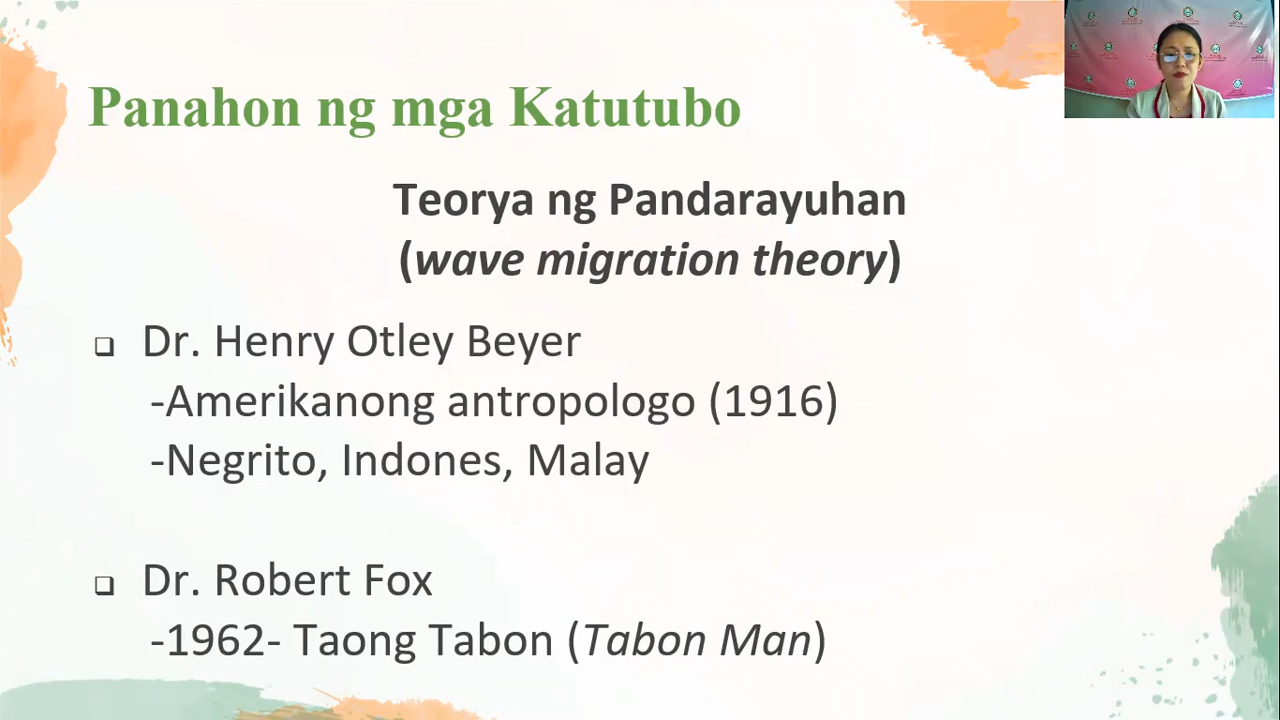 Panahon ng mga Katutubo
Teorya ng Pandarayuhan
(wave migration theory)
Dr. Henry Otley Beyer
-Amerikanong antropologo (1916)
-Negrito, Indones, Malay
Dr. Robert Fox
-1962- Taong Tabon (Tabon Man)